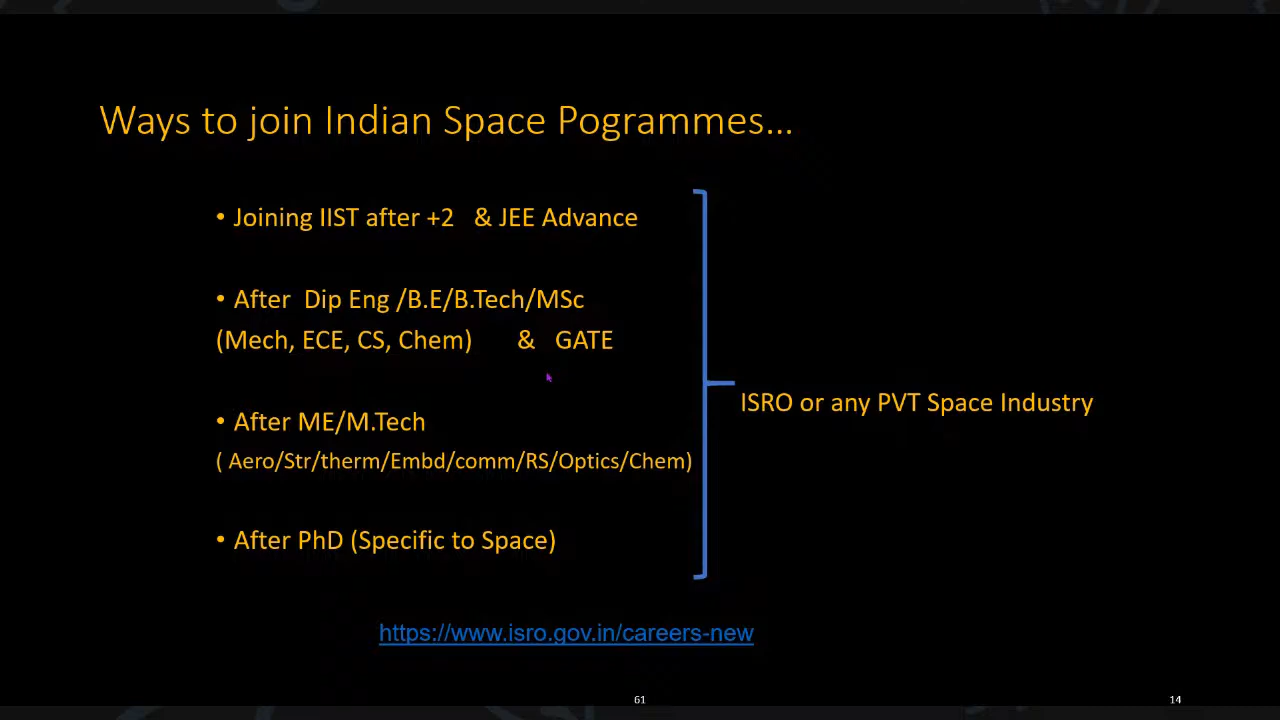 Ways to join Indian Space Pogrammes...
• Joining IIST after +2 & JEE Advance
• After Dip Eng /B.E/B.Tech/MSc
(Mech, ECE, CS, Chem) & GATE
• After ME/M.Tech
( Aero/Str/therm/Embd/comm/RS/Optics/Chem)
• After PhD (Specific to Space)
ISRO or any PVT Space Industry
https://www.isro.gov.in/careers-new
61
14